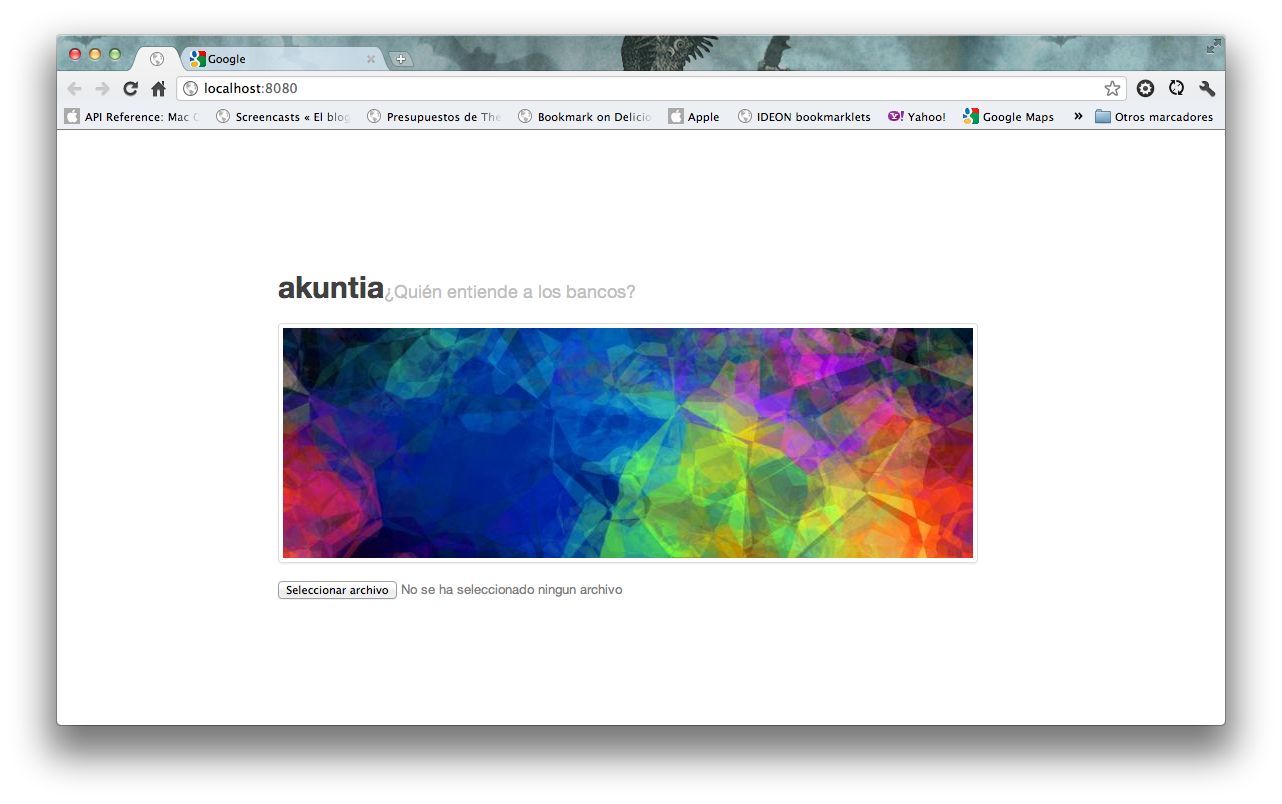 Google
localhost:8080
API Reference: Mac Screencasts « El blog Presupuestos de The Bookmark on Delicio Apple IDEON bookmarklets Yahoo! Google Maps » Otros marcadores
akuntia¿Quién entiende a los bancos?
Seleccionar archivo No se ha seleccionado ningun archivo